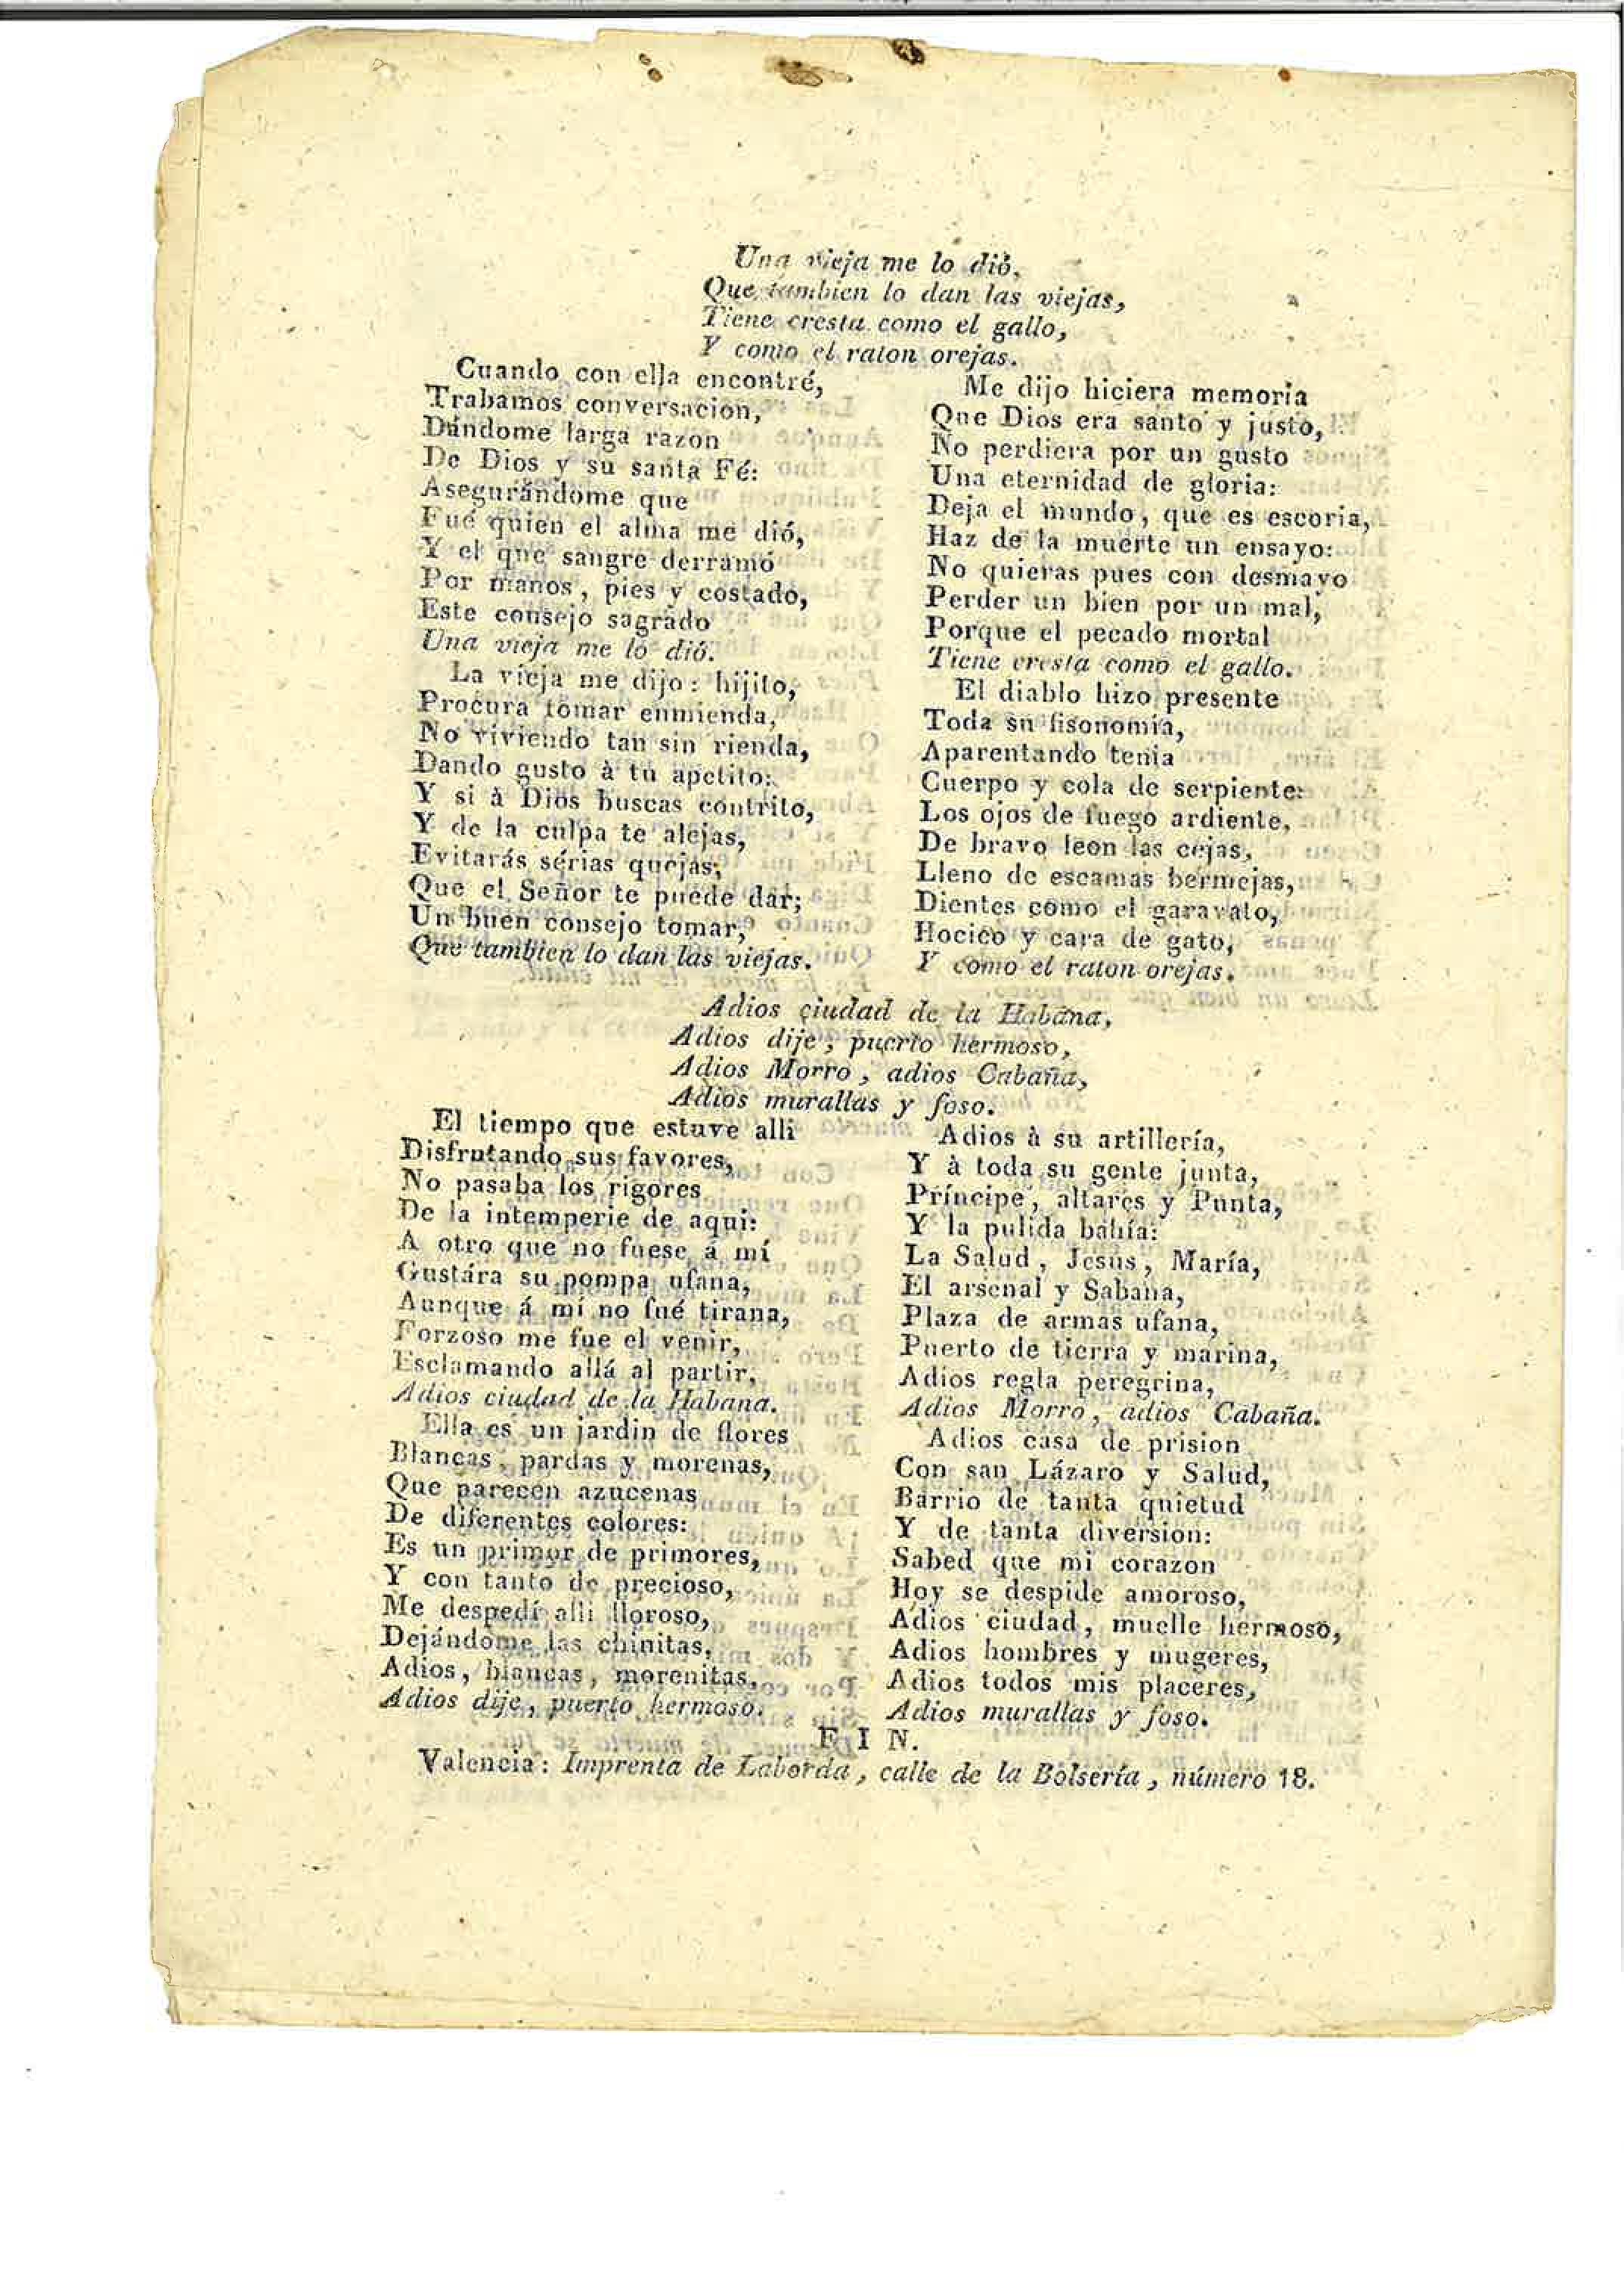 Una vieja me lo dió,
Que tambien lo dan las viejas,
Tiene cresta como el gallo,
Y como el raton orejas.
Cuando con ella encontré,
Trabamos conversacion,
Dándome larga razon
De Dios y su santa Fé:
Asegurándome que
Fué quien el alma me dió,
Y el que sangre derramó
Por manos, pies y costado,
Este consejo sagrado
Una vieja me lo dió.
La vieja me dijo: hijito,
Procura tomar enmienda,
No viviendo tan sin rienda,
Dando gusto à tu apetito:
Y si à Dios buscas contrito,
Y de la culpa te alejas,
Evitarás sérias quejas;
Que el Señor te puede dar;
Un buen consejo tomar,
Que tambien lo dan las viejas.
Me dijo hiciera memoria
Que Dios era santo y justo,
No perdiera por un gusto
Una eternidad de gloria:
Deja el mundo, que es escoria,
Haz de la muerte un ensayo:
No quieras pues con desmayo
Perder un bien por un mal,
Porque el pecado mortal
Tiene cresta como el gallo.
El diablo hizo presente
Toda su fisonomía,
Aparentando tenia
Cuerpo y cola de serpiente:
Los ojos de fuego ardiente,
De bravo leon las cejas,
Lleno de escamas bermejas,
Dientes como el garavato,
Hocico y cara de gato,
Y como el raton orejas.
Adios ciudad de la Habana,
Adios dije, puerto hermoso,
Adios Morro, adios Cabaña,
Adios murallas y foso.
El tiempo que estuve alli
Disfrutando sus favores,
No pasaba los rigores
De la intemperie de aqui:
A otro que no fuese á mí
Gustára su pompa ufana,
Aunque á mí no fué tirana,
Forzoso me fue el venir,
Esclamando allá al partir,
Adios ciudad de la Habana.
Ella es un jardin de flores
Blancas, pardas y morenas,
Que parecen azucenas
De diferentes colores:
Es un primor de primores,
Y con tanto de precioso,
Me despedí alli lloroso,
Dejándome las chinitas,
Adios, blancas, morenitas,
Adios dije, puerto hermoso.
Adios à su artillería,
Y à toda su gente junta,
Príncipe, altares y Punta,
Y la pulida bahía:
La Salud, Jesus, María,
El arsenal y Sabana,
Plaza de armas ufana,
Puerto de tierra y marina,
Adios regla peregrina,
Adios Morro, adios Cabaña.
Adios casa de prision
Con san Lázaro y Salud,
Barrio de tanta quietud
Y de tanta diversion:
Sabed que mi corazon
Hoy se despide amoroso,
Adios ciudad, muelle hermoso,
Adios hombres y mugeres,
Adios todos mis placeres,
Adios murallas y foso.
FIN.
Valencia: Imprenta de Laborda, calle de la Bolsería, número 18.